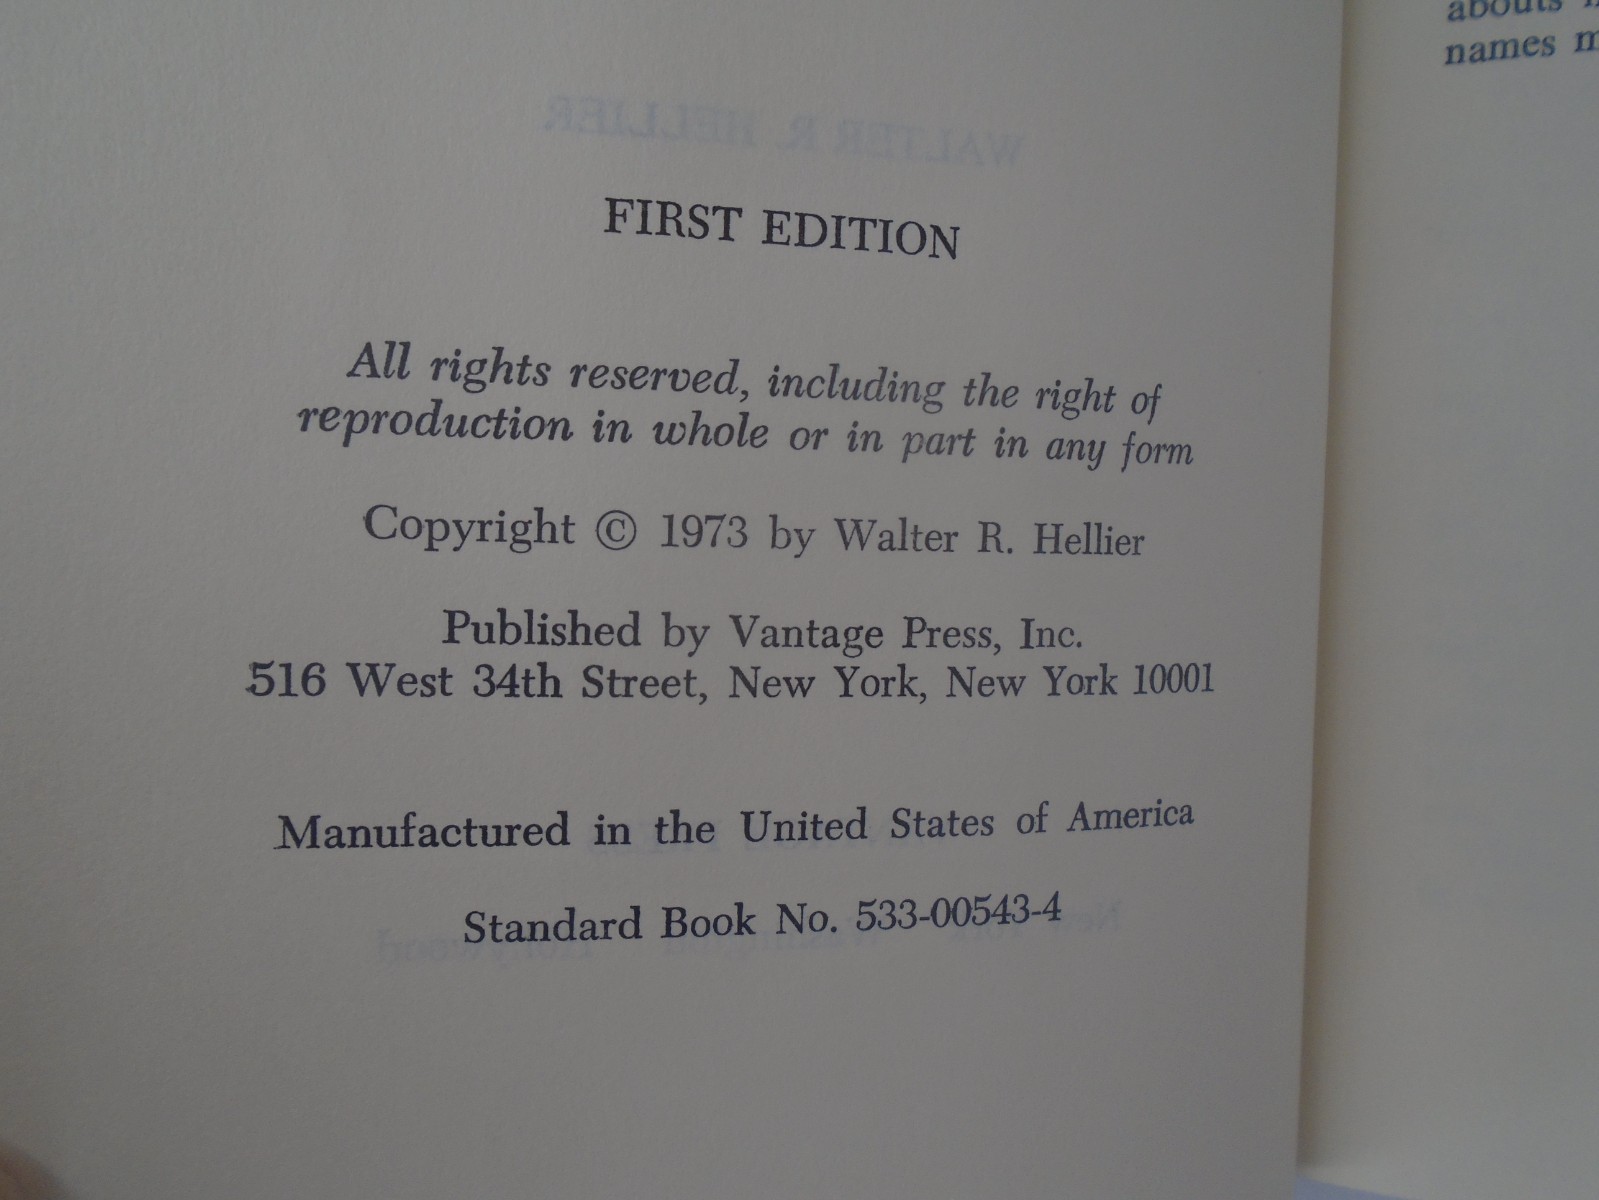 FIRST EDITION
All rights reserved, including the right of
reproduction in whole or in part in any form
Copyright © 1973 by Walter R. Hellier
Published by Vantage Press, Inc.
516 West 34th Street, New York, New York 10001
Manufactured in the United States of America
Standard Book No. 533-00543-4
abouts
names
WALTER R. HELLIER